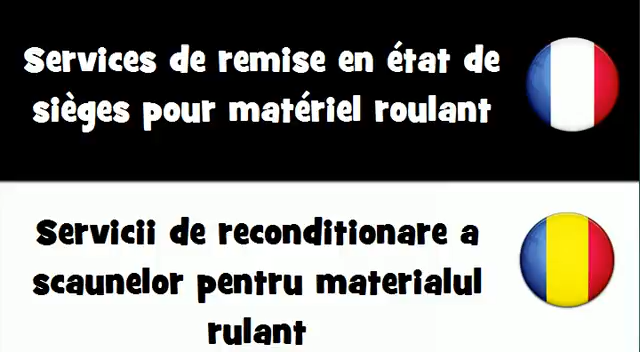 Services de remise en état de
sièges pour matériel roulant
Servicii de reconditionare a
scaunelor pentru materialul
rulant